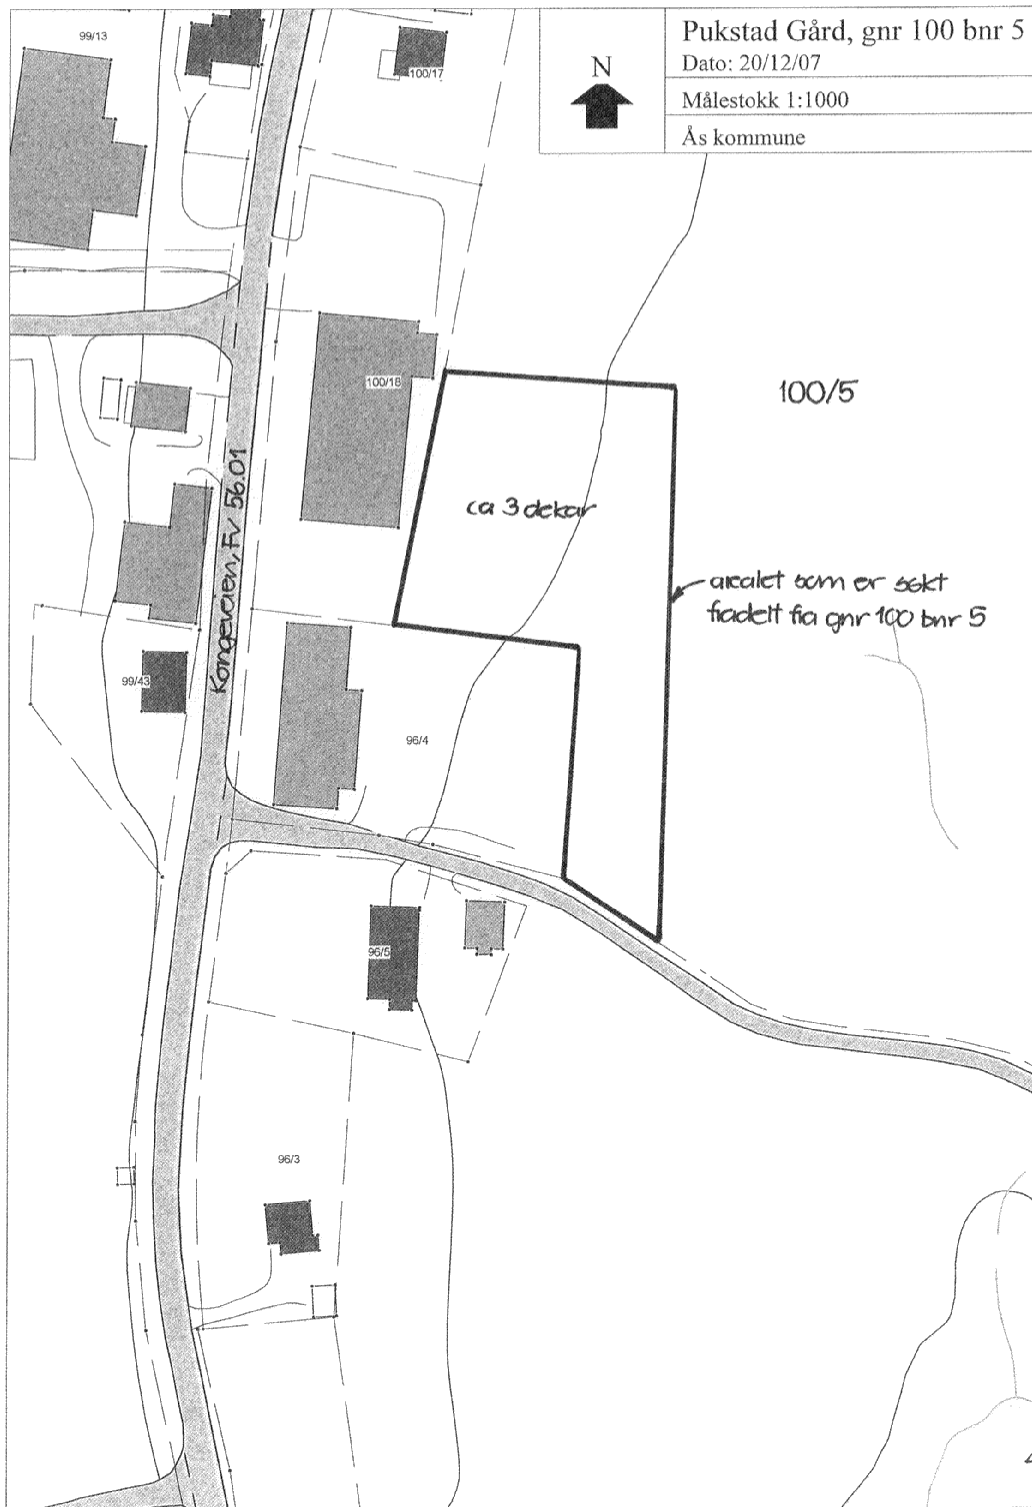 99/13
100/17
Pukstad Gård, gnr 100 bnr 5
N
Dato: 20/12/07
Målestokk 1:1000
Ås kommune
100/18
100/5
ca 3 dekar
Kongeveien, Fv 56.01
arealet som er søkt
fradelt fra gnr 100 bnr 5
99/43
96/4
96/5
96/3